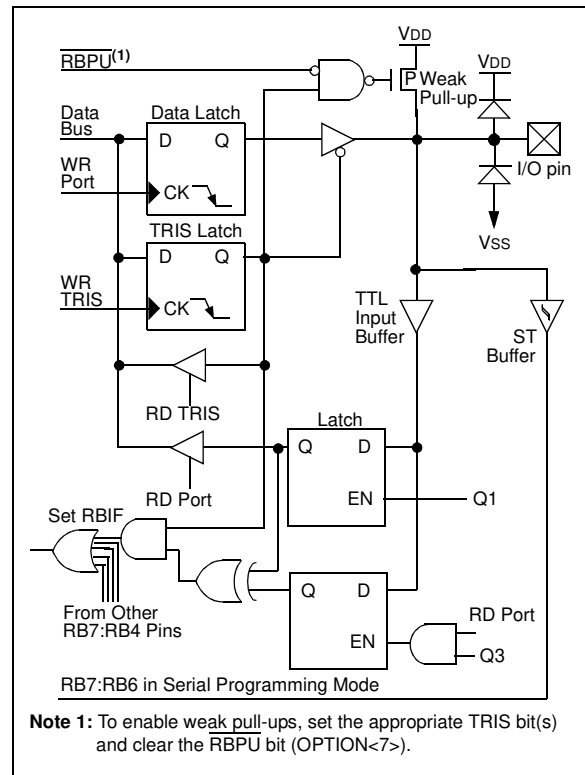 VDD
RBPU(1)
P Weak
Pull-up
VDD
Data
Bus
Data Latch
D Q
WR
Port
CK
I/O pin
VSS
TRIS Latch
D Q
WR
TRIS
CK
TTL
Input
Buffer
ST
Buffer
RD TRIS
Latch
Q D
RD Port
EN
Q1
Set RBIF
Q D
RD Port
EN
Q3
From Other
RB7:RB4 Pins
RB7:RB6 in Serial Programming Mode
Note 1: To enable weak pull-ups, set the appropriate TRIS bit(s)
and clear the RBPU bit (OPTION<7>).